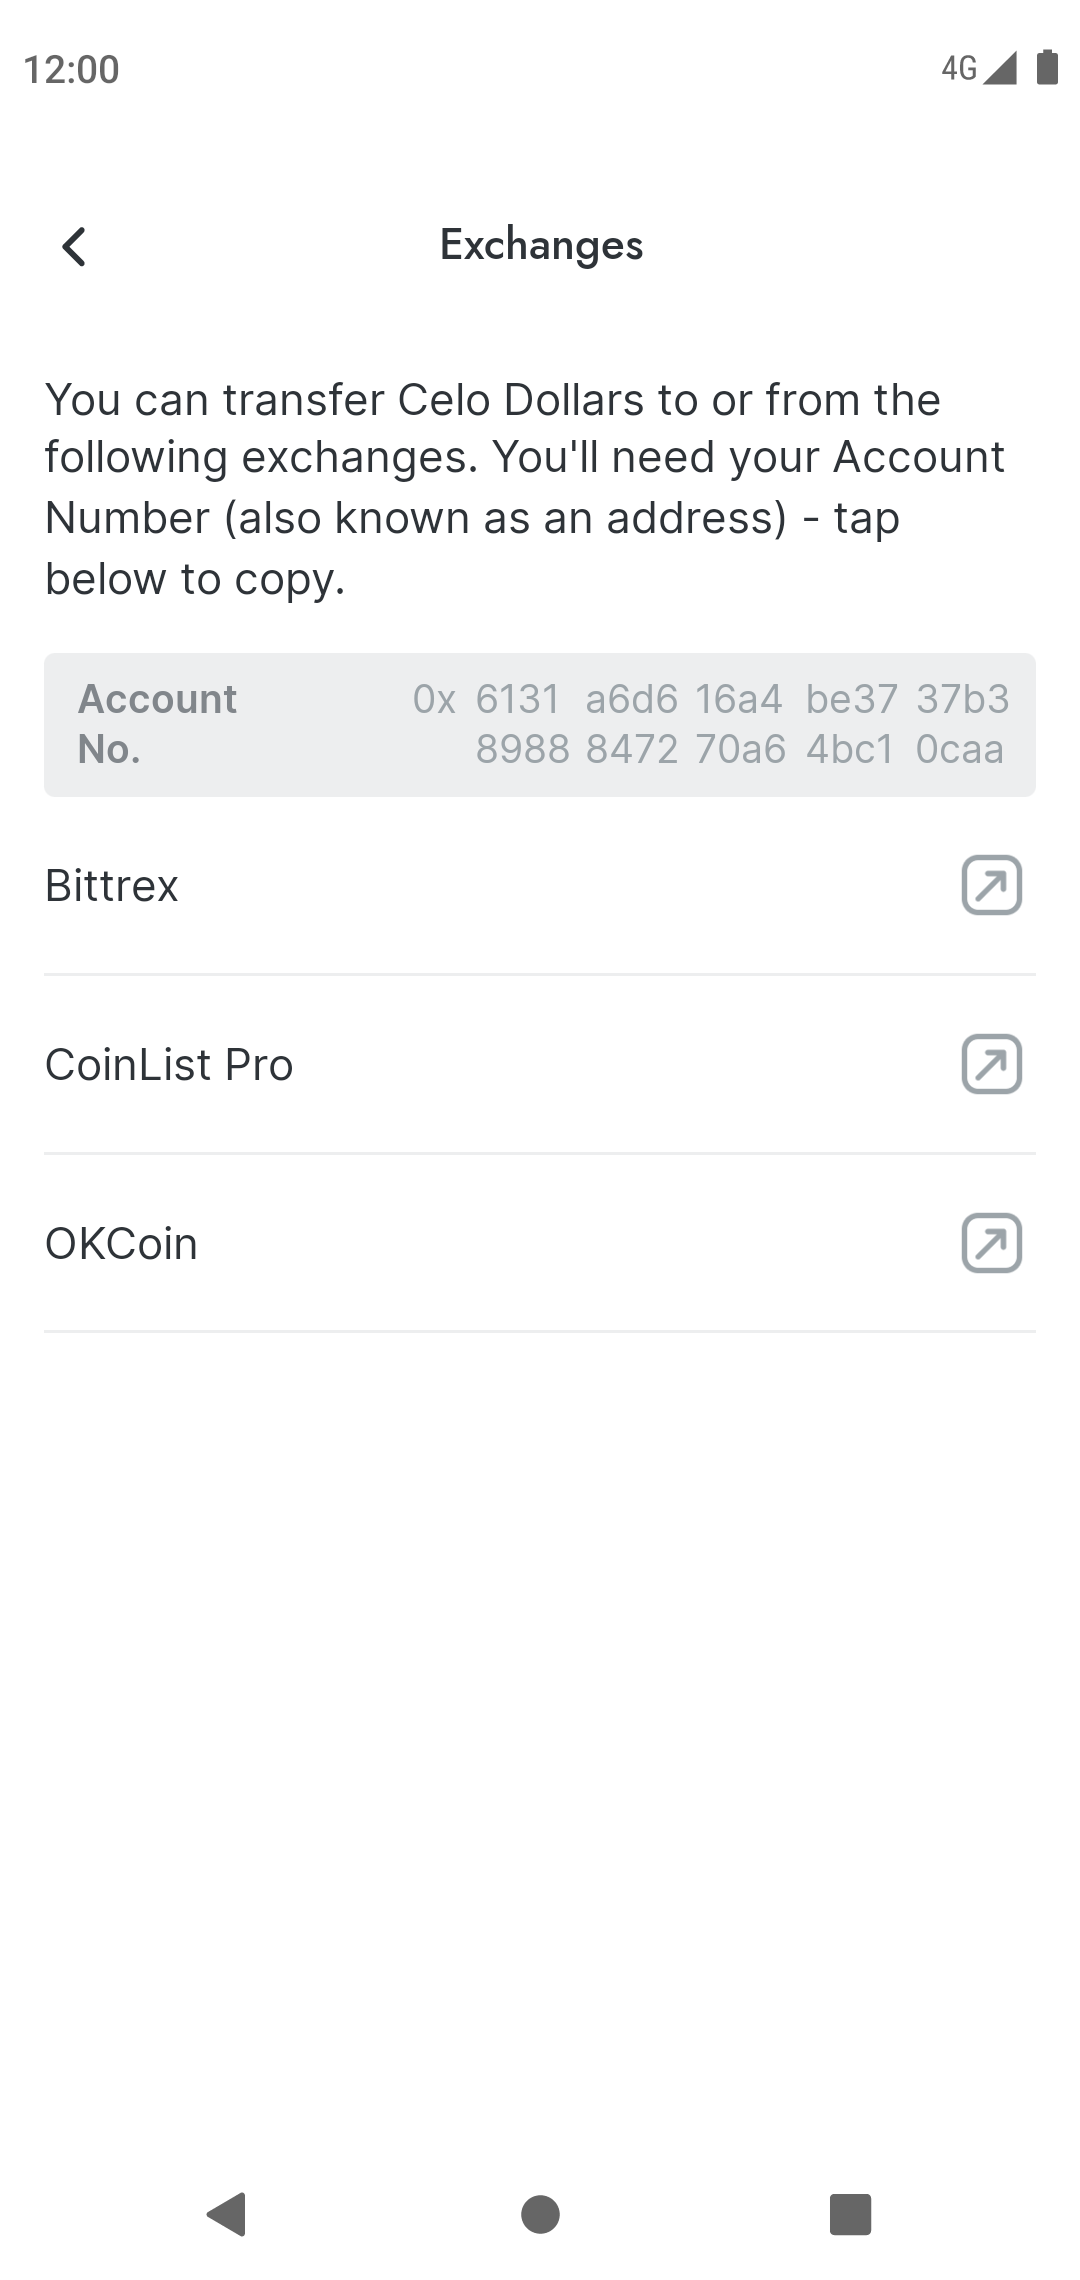 12:00
4G
Exchanges
You can transfer Celo Dollars to or from the
following exchanges. You'll need your Account
Number (also known as an address) - tap
below to copy.
Account No.
0x 6131 a6d6 16a4 be37 37b3
8988 8472 70a6 4bc1 0caa
Bittrex
CoinList Pro
OKCoin